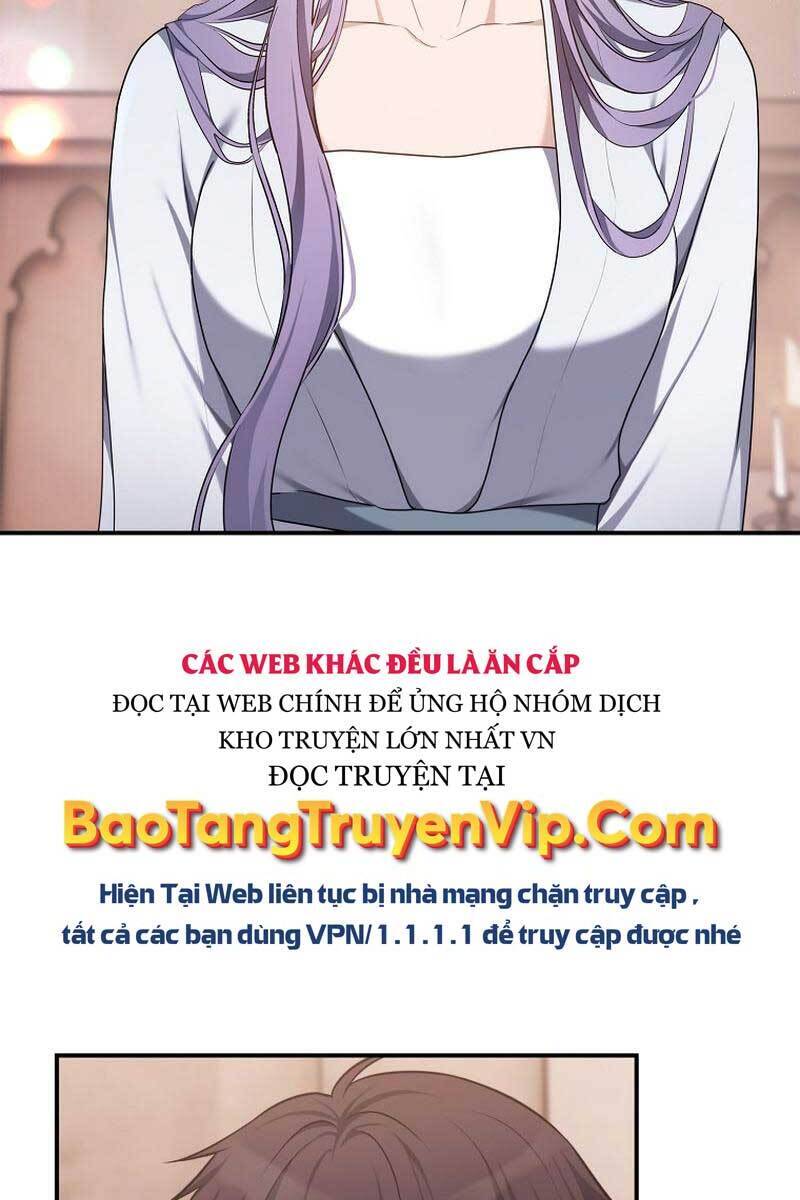 CÁC WEB KHÁC ĐỀU LÀ ĂN CẮP
ĐỌC TẠI WEB CHÍNH ĐỂ ỦNG HỘ NHÓM DỊCH
KHO TRUYỆN LỚN NHẤT VN
ĐỌC TRUYỆN TẠI
BaoTangTruyenVip.Com
Hiện Tại Web liên tục bị nhà mạng chặn truy cập ,
tất cả các bạn dùng VPN/ 1.1.1.1 để truy cập được nhé